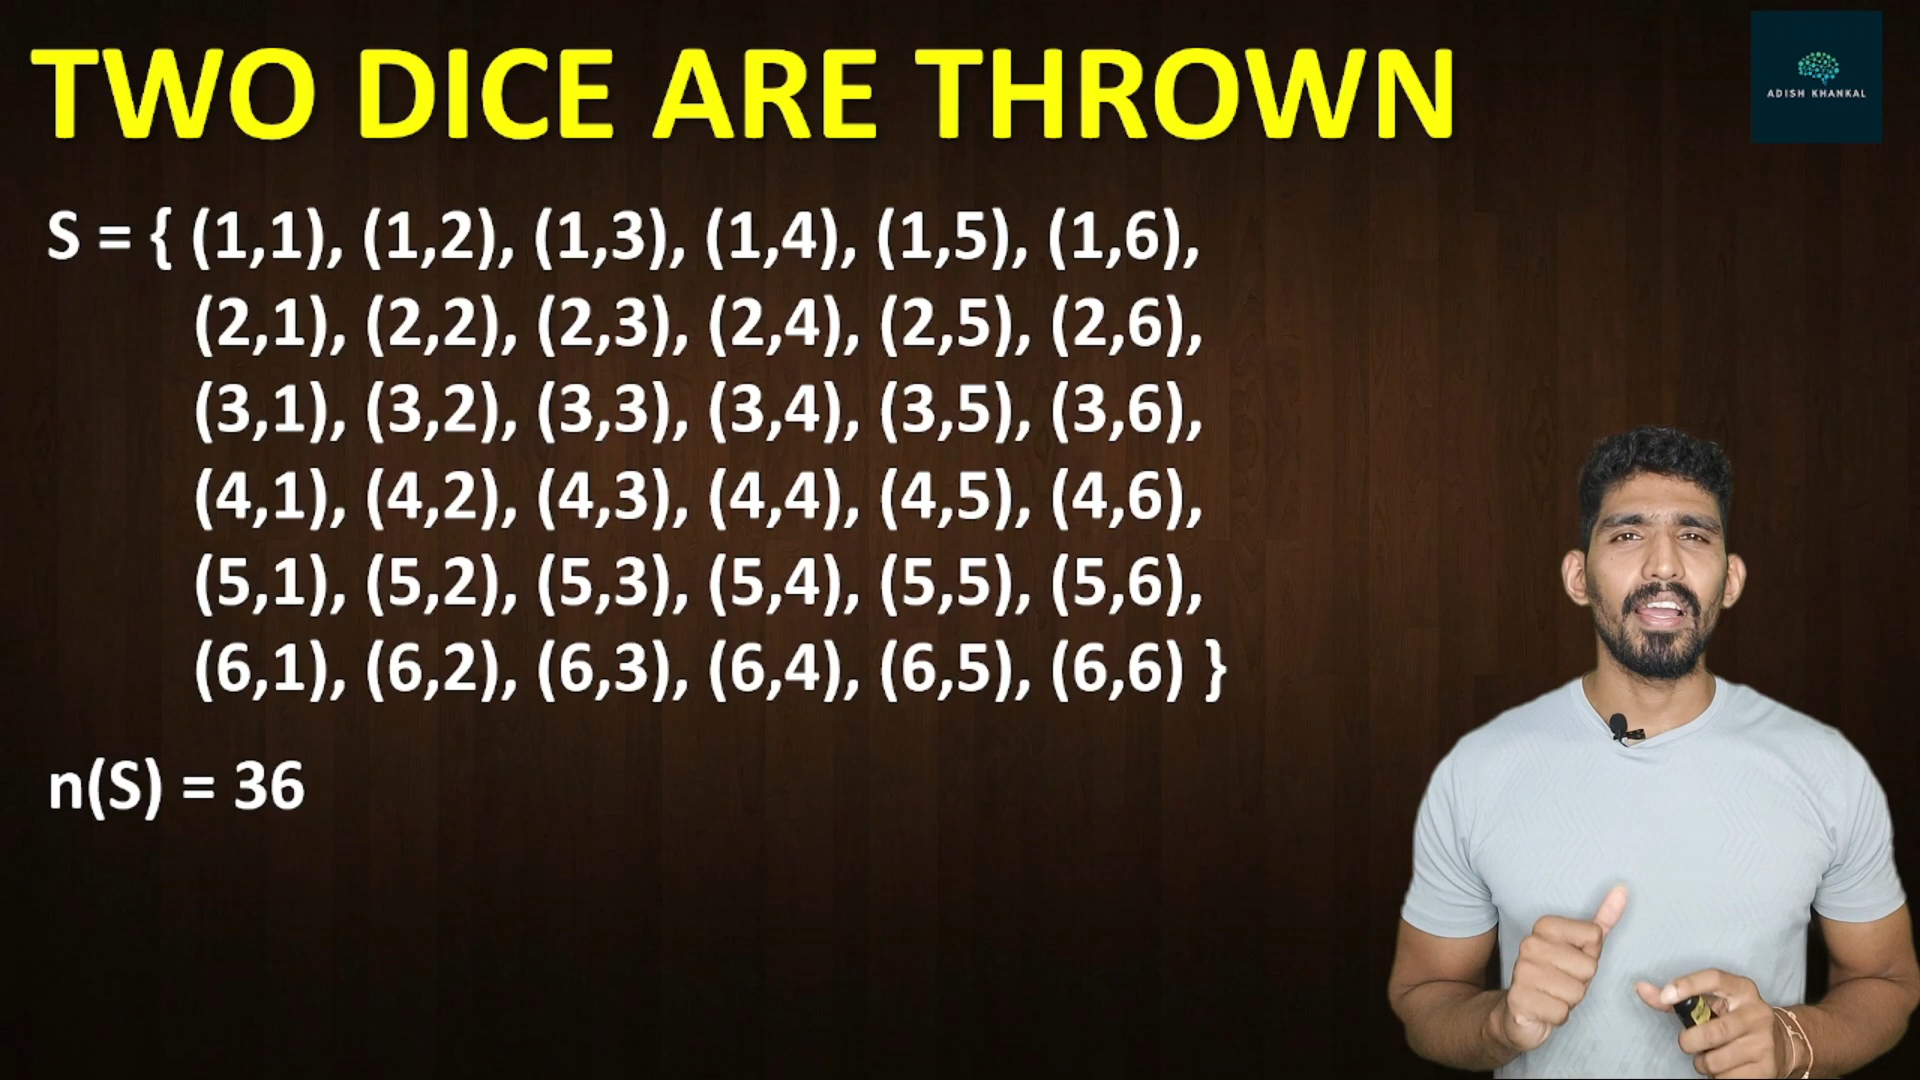 TWO DICE ARE THROWN
ADISH KHANKAL
S = { (1,1), (1,2), (1,3), (1,4), (1,5), (1,6),
(2,1), (2,2), (2,3), (2,4), (2,5), (2,6),
(3,1), (3,2), (3,3), (3,4), (3,5), (3,6),
(4,1), (4,2), (4,3), (4,4), (4,5), (4,6),
(5,1), (5,2), (5,3), (5,4), (5,5), (5,6),
(6,1), (6,2), (6,3), (6,4), (6,5), (6,6) }
n(S) = 36